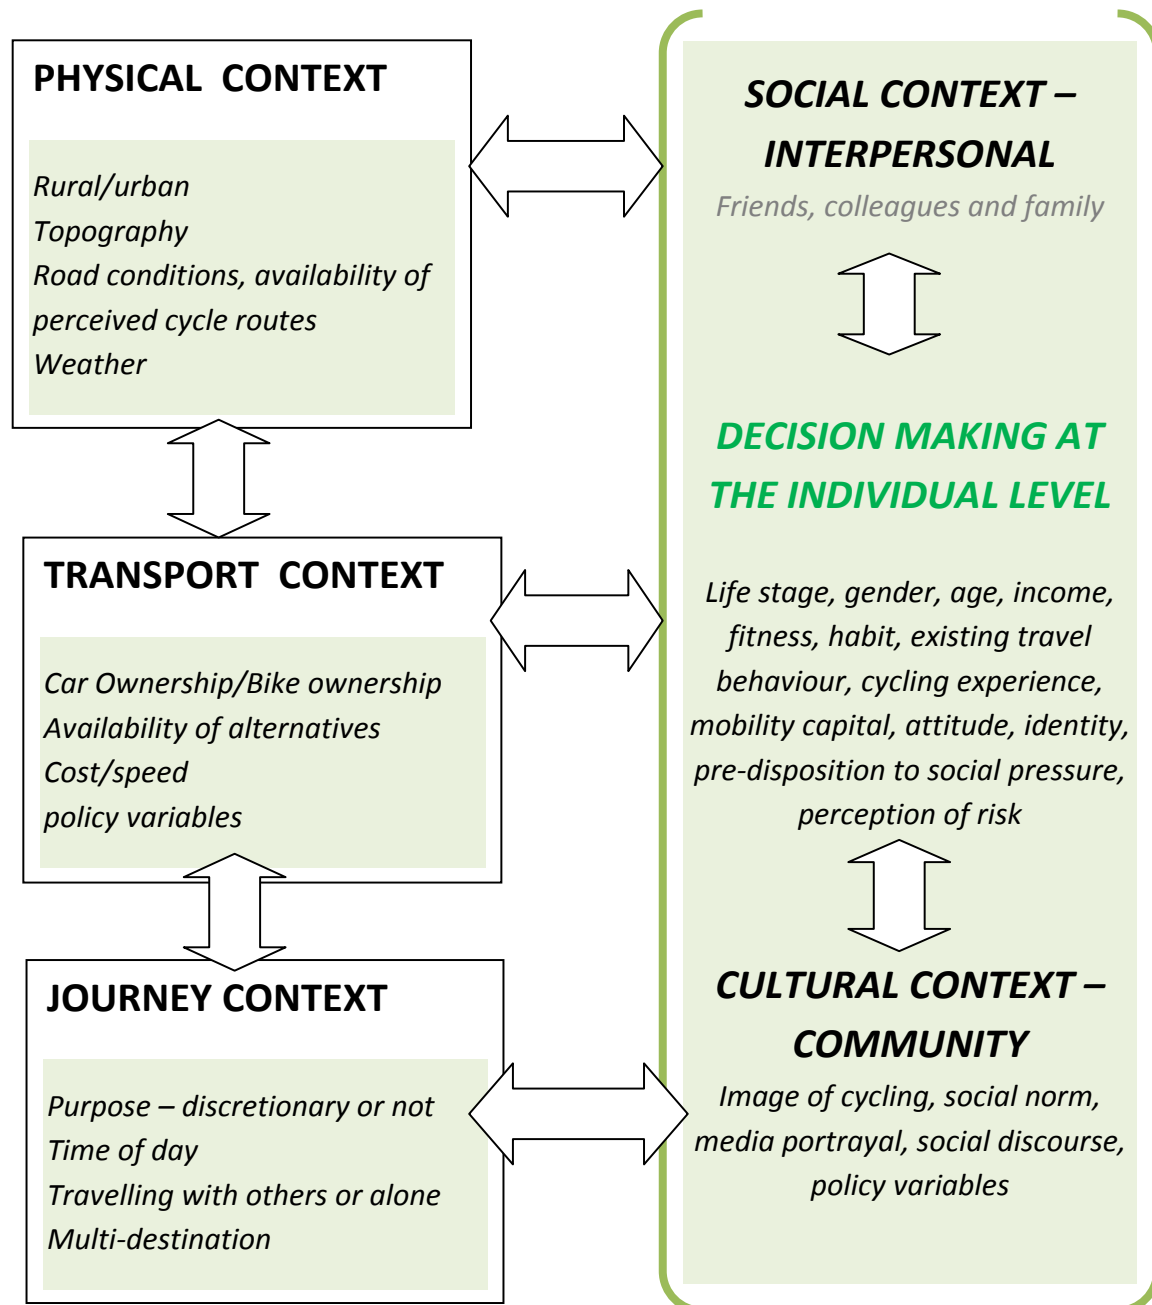 PHYSICAL CONTEXT
Rural/urban
Topography
Road conditions, availability of
perceived cycle routes
Weather
TRANSPORT CONTEXT
Car Ownership/Bike ownership
Availability of alternatives
Cost/speed
policy variables
JOURNEY CONTEXT
Purpose – discretionary or not
Time of day
Travelling with others or alone
Multi-destination
SOCIAL CONTEXT –
INTERPERSONAL
Friends, colleagues and family
DECISION MAKING AT
THE INDIVIDUAL LEVEL
Life stage, gender, age, income,
fitness, habit, existing travel
behaviour, cycling experience,
mobility capital, attitude, identity,
pre-disposition to social pressure,
perception of risk
CULTURAL CONTEXT –
COMMUNITY
Image of cycling, social norm,
media portrayal, social discourse,
policy variables